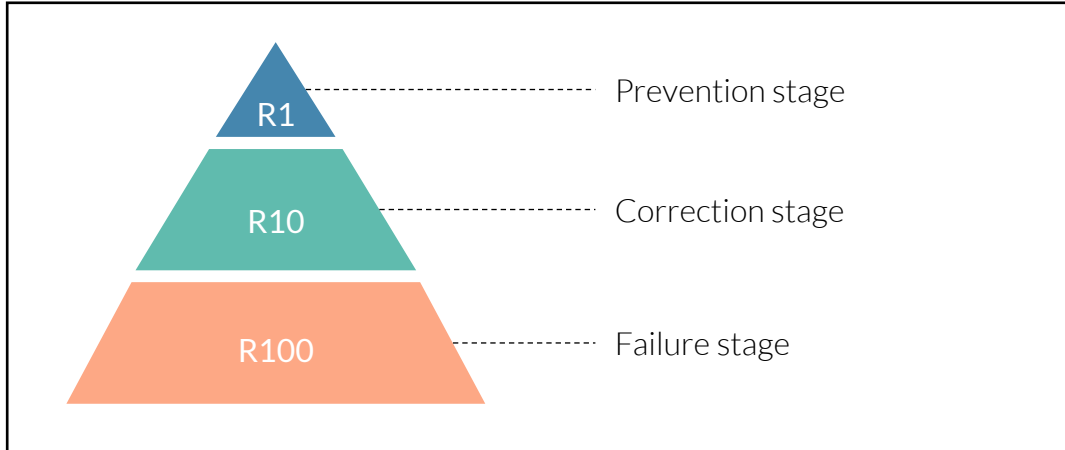 R1
Prevention stage
R10
Correction stage
R100
Failure stage